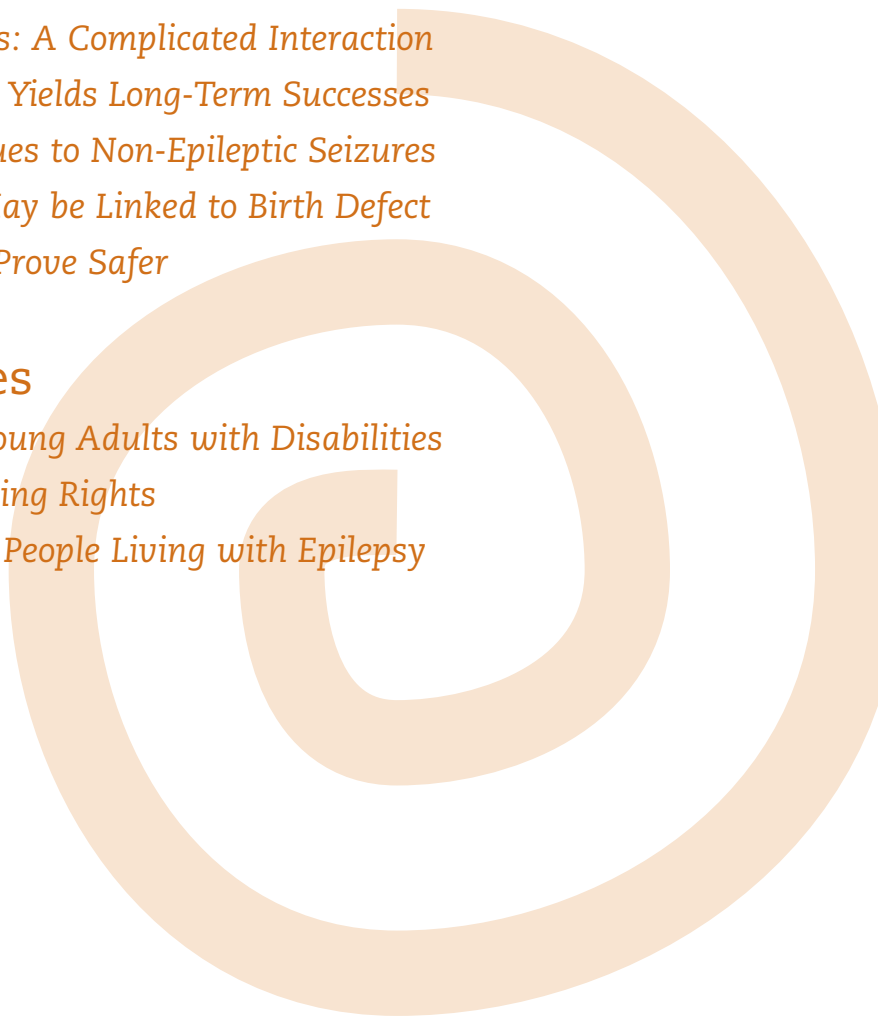 s: A Complicated Interaction
Yields Long-Term Successes
ues to Non-Epileptic Seizures
ay be Linked to Birth Defect
Prove Safer
es
oung Adults with Disabilities
ing Rights
People Living with Epilepsy